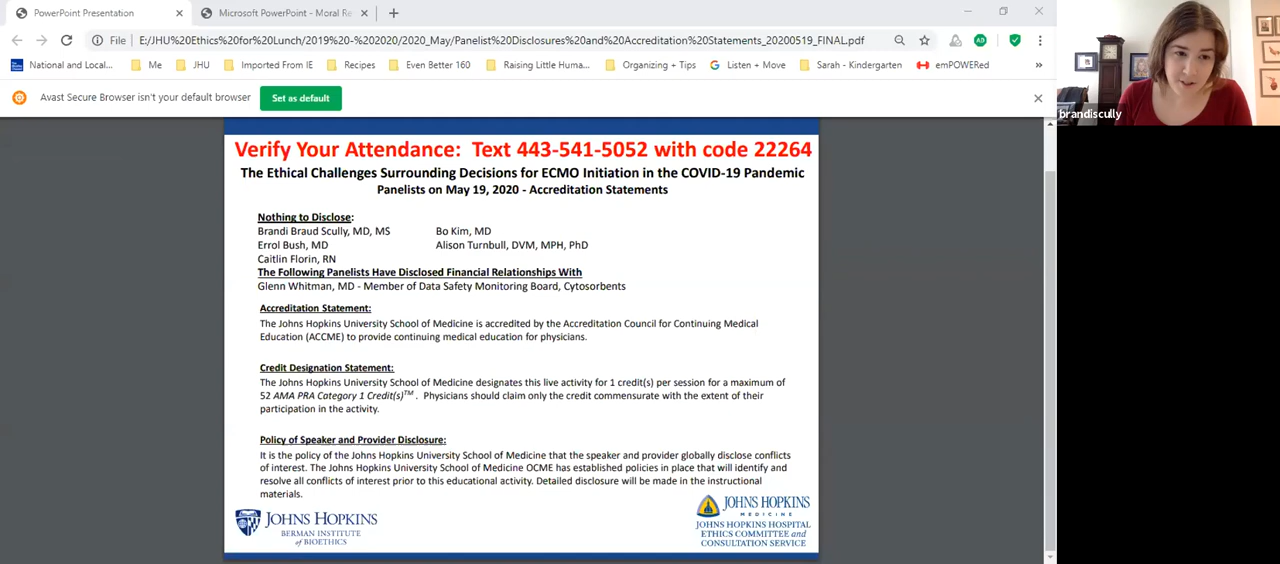 PowerPoint Presentation
Microsoft PowerPoint - Moral Re
File
E:/JHU%20Ethics%20for%20Lunch/2019%20-%202020/2020_May/Panelist%20Disclosures%20and%20Accreditation%20Statements_20200519_FINAL.pdf
National and Local...
Me
JHU
Imported From IE
Recipes
Even Better 160
Raising Little Huma...
Organizing + Tips
Listen + Move
Sarah - Kindergarten
emPOWERed
Avast Secure Browser isn't your default browser
Set as default
brandiscully
Verify Your Attendance: Text 443-541-5052 with code 22264
The Ethical Challenges Surrounding Decisions for ECMO Initiation in the COVID-19 Pandemic
Panelists on May 19, 2020 - Accreditation Statements
Nothing to Disclose:
Brandi Braud Scully, MD, MS
Bo Kim, MD
Errol Bush, MD
Alison Turnbull, DVM, MPH, PhD
Caitlin Florin, RN
The Following Panelists Have Disclosed Financial Relationships With
Glenn Whitman, MD - Member of Data Safety Monitoring Board, Cytosorbents
Accreditation Statement:
The Johns Hopkins University School of Medicine is accredited by the Accreditation Council for Continuing Medical
Education (ACCME) to provide continuing medical education for physicians.
Credit Designation Statement:
The Johns Hopkins University School of Medicine designates this live activity for 1 credit(s) per session for a maximum of
52 AMA PRA Category 1 Credit(s)TM . Physicians should claim only the credit commensurate with the extent of their
participation in the activity.
Policy of Speaker and Provider Disclosure:
It is the policy of the Johns Hopkins University School of Medicine that the speaker and provider globally disclose conflicts
of interest. The Johns Hopkins University School of Medicine OCME has established policies in place that will identify and
resolve all conflicts of interest prior to this educational activity. Detailed disclosure will be made in the instructional
materials.
JOHNS HOPKINS
BERMAN INSTITUTE
of BIOETHICS
JOHNS HOPKINS
MEDICINE
JOHNS HOPKINS HOSPITAL
ETHICS COMMITTEE and
CONSULTATION SERVICE